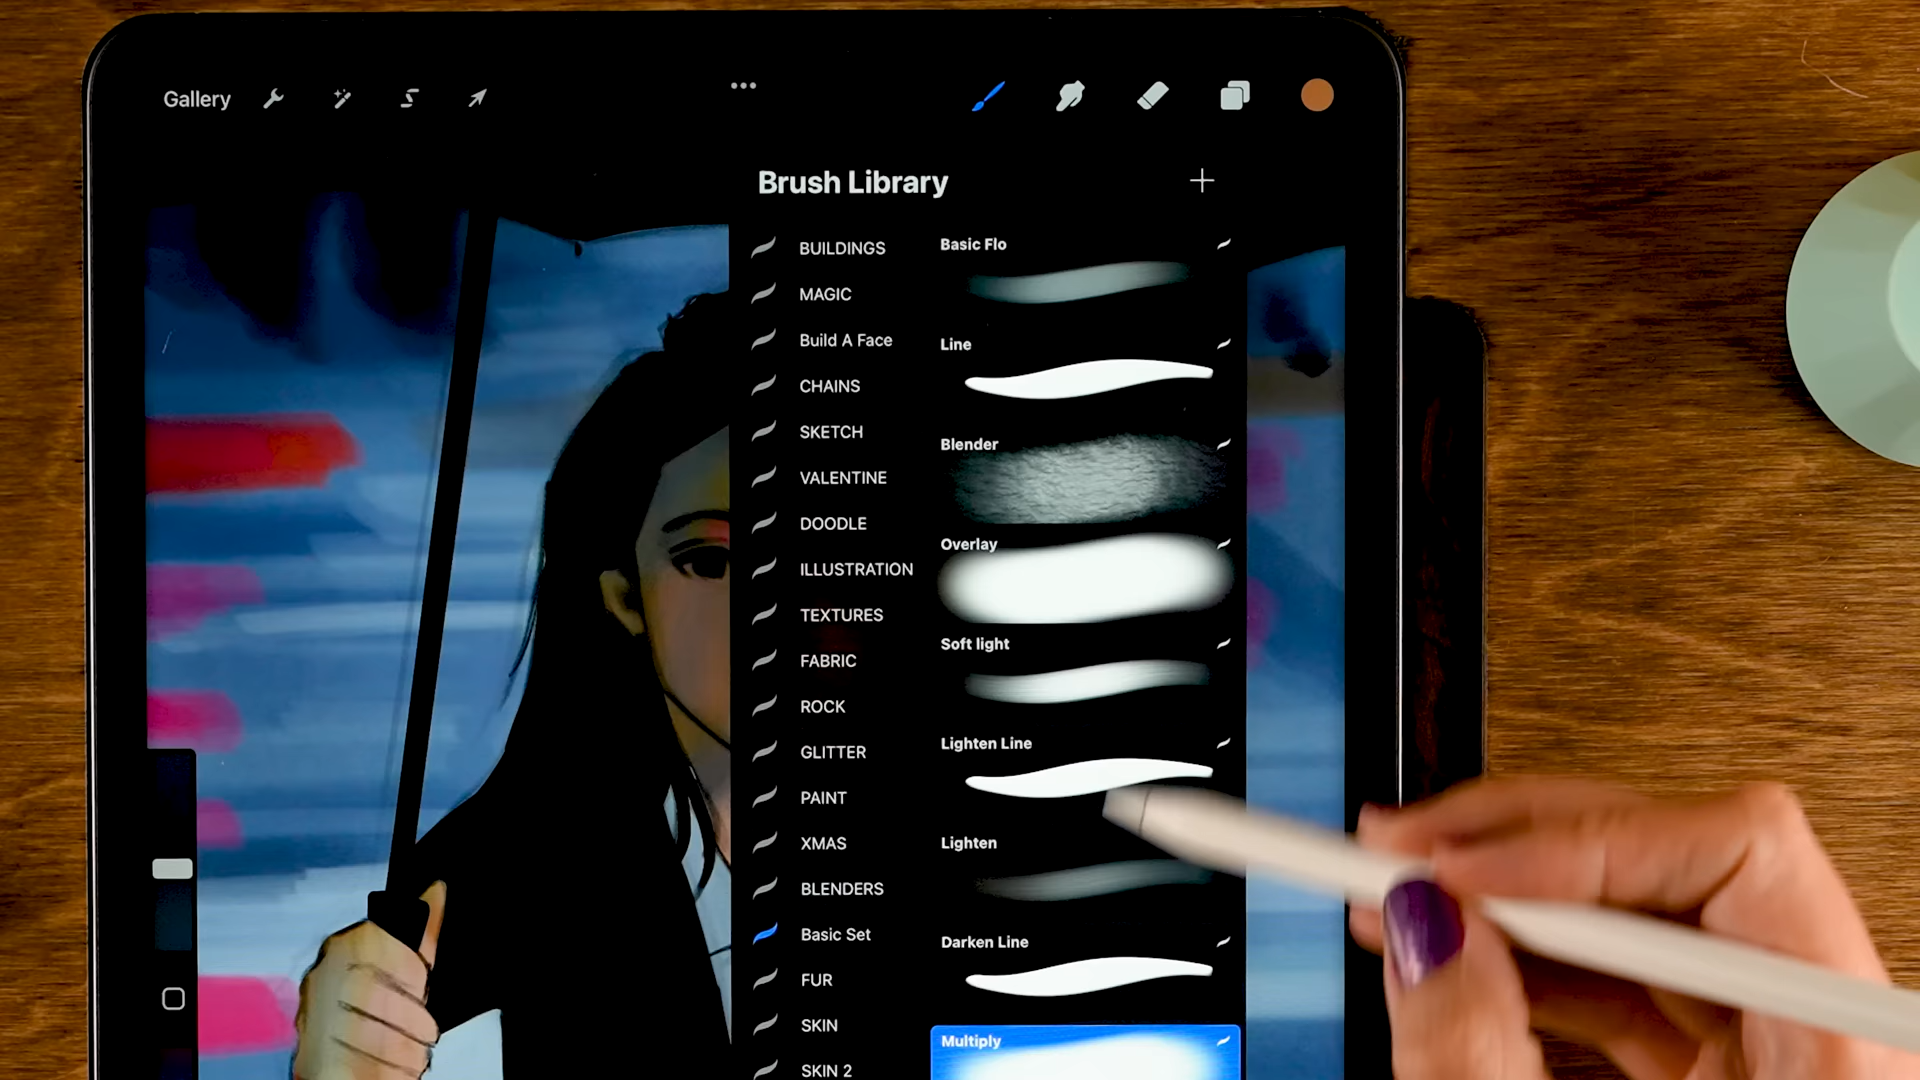 Gallery
Brush Library
BUILDINGS
MAGIC
Build A Face
CHAINS
SKETCH
VALENTINE
DOODLE
ILLUSTRATION
TEXTURES
FABRIC
ROCK
GLITTER
PAINT
XMAS
BLENDERS
Basic Set
FUR
SKIN
SKIN 2
Basic Flo
Line
Blender
Overlay
Soft light
Lighten Line
Lighten
Darken Line
Multiply